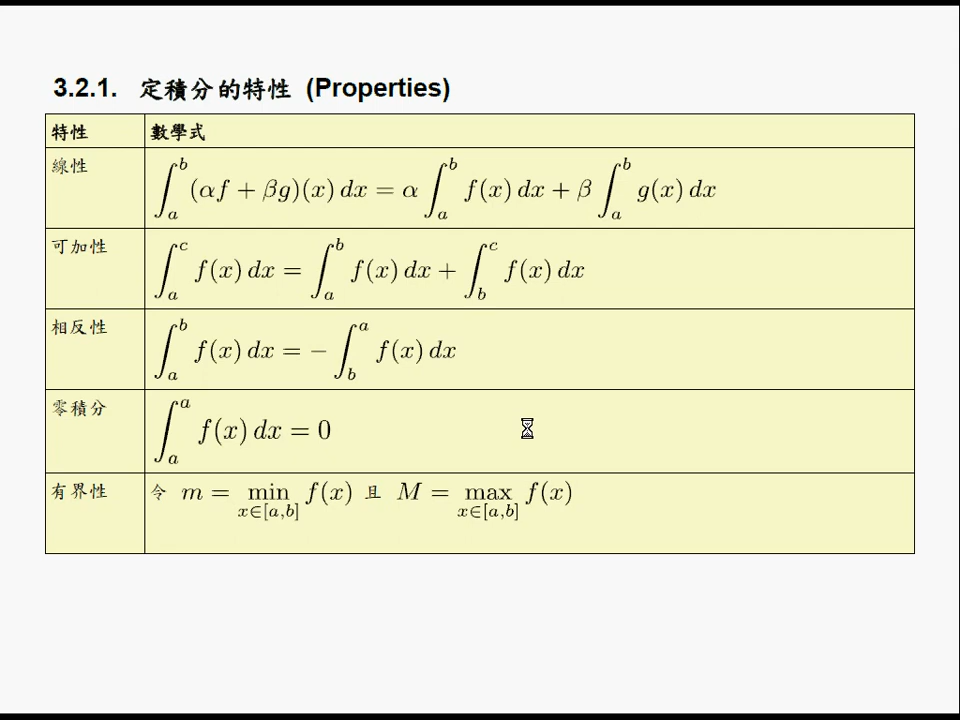 3.2.1. 定積分的特性 (Properties)
特性 數學式
線性 ∫_a^b (αf + βg)(x) dx = α ∫_a^b f(x) dx + β ∫_a^b g(x) dx
可加性 ∫_a^c f(x) dx = ∫_a^b f(x) dx + ∫_b^c f(x) dx
相反性 ∫_a^b f(x) dx = − ∫_b^a f(x) dx
零積分 ∫_a^a f(x) dx = 0
有界性 令 m = min_{x∈[a,b]} f(x) 且 M = max_{x∈[a,b]} f(x)